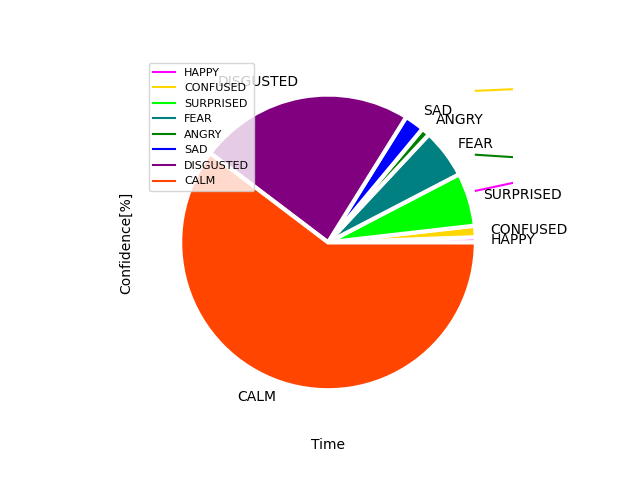 HAPPY
CONFUSED
SURPRISED
FEAR
ANGRY
SAD
DISGUSTED
CALM
DISGUSTED
SAD
ANGRY
FEAR
SURPRISED
CONFUSED
HAPPY
CALM
Confidence[%]
Time